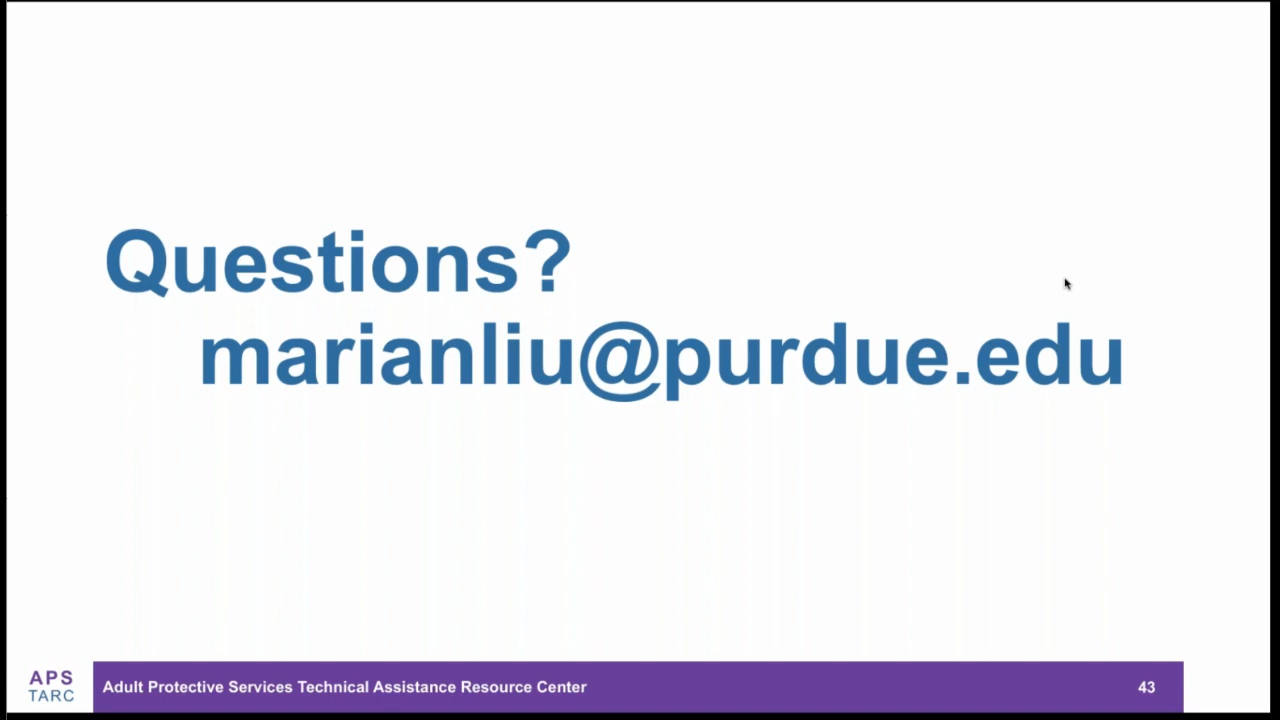 Questions?
marianliu@purdue.edu
APS
TARC
Adult Protective Services Technical Assistance Resource Center
43